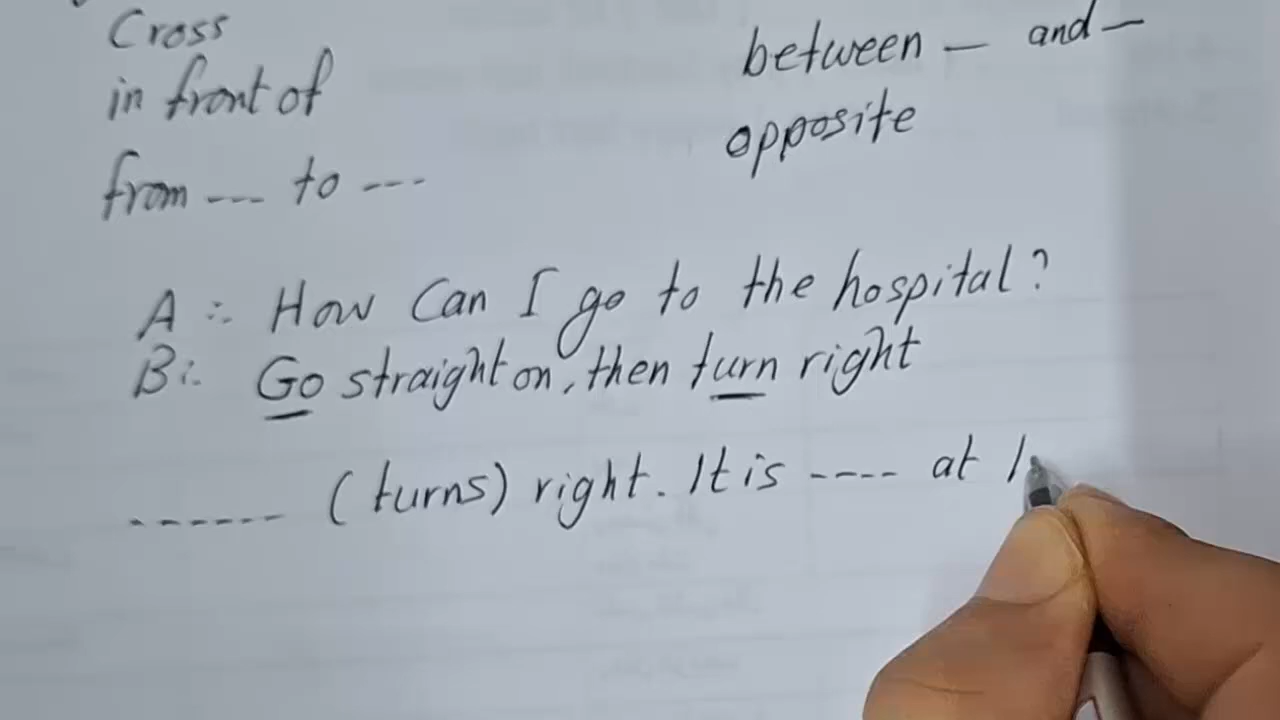 Cross
in front of
from --- to ---
between — and —
opposite
A:. How Can I go to the hospital?
B:. Go straight on, then turn right
------ (turns) right. It is ---- at